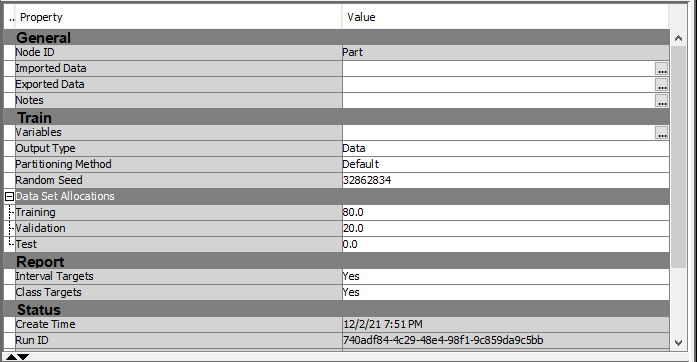 .. Property Value
General
Node ID Part
Imported Data ...
Exported Data ...
Notes ...
Train
Variables ...
Output Type Data
Partitioning Method Default
Random Seed 32862834
Data Set Allocations
Training 80.0
Validation 20.0
Test 0.0
Report
Interval Targets Yes
Class Targets Yes
Status
Create Time 12/2/21 7:51 PM
Run ID 740adf84-4c29-48e4-98f1-9c859da9c5bb